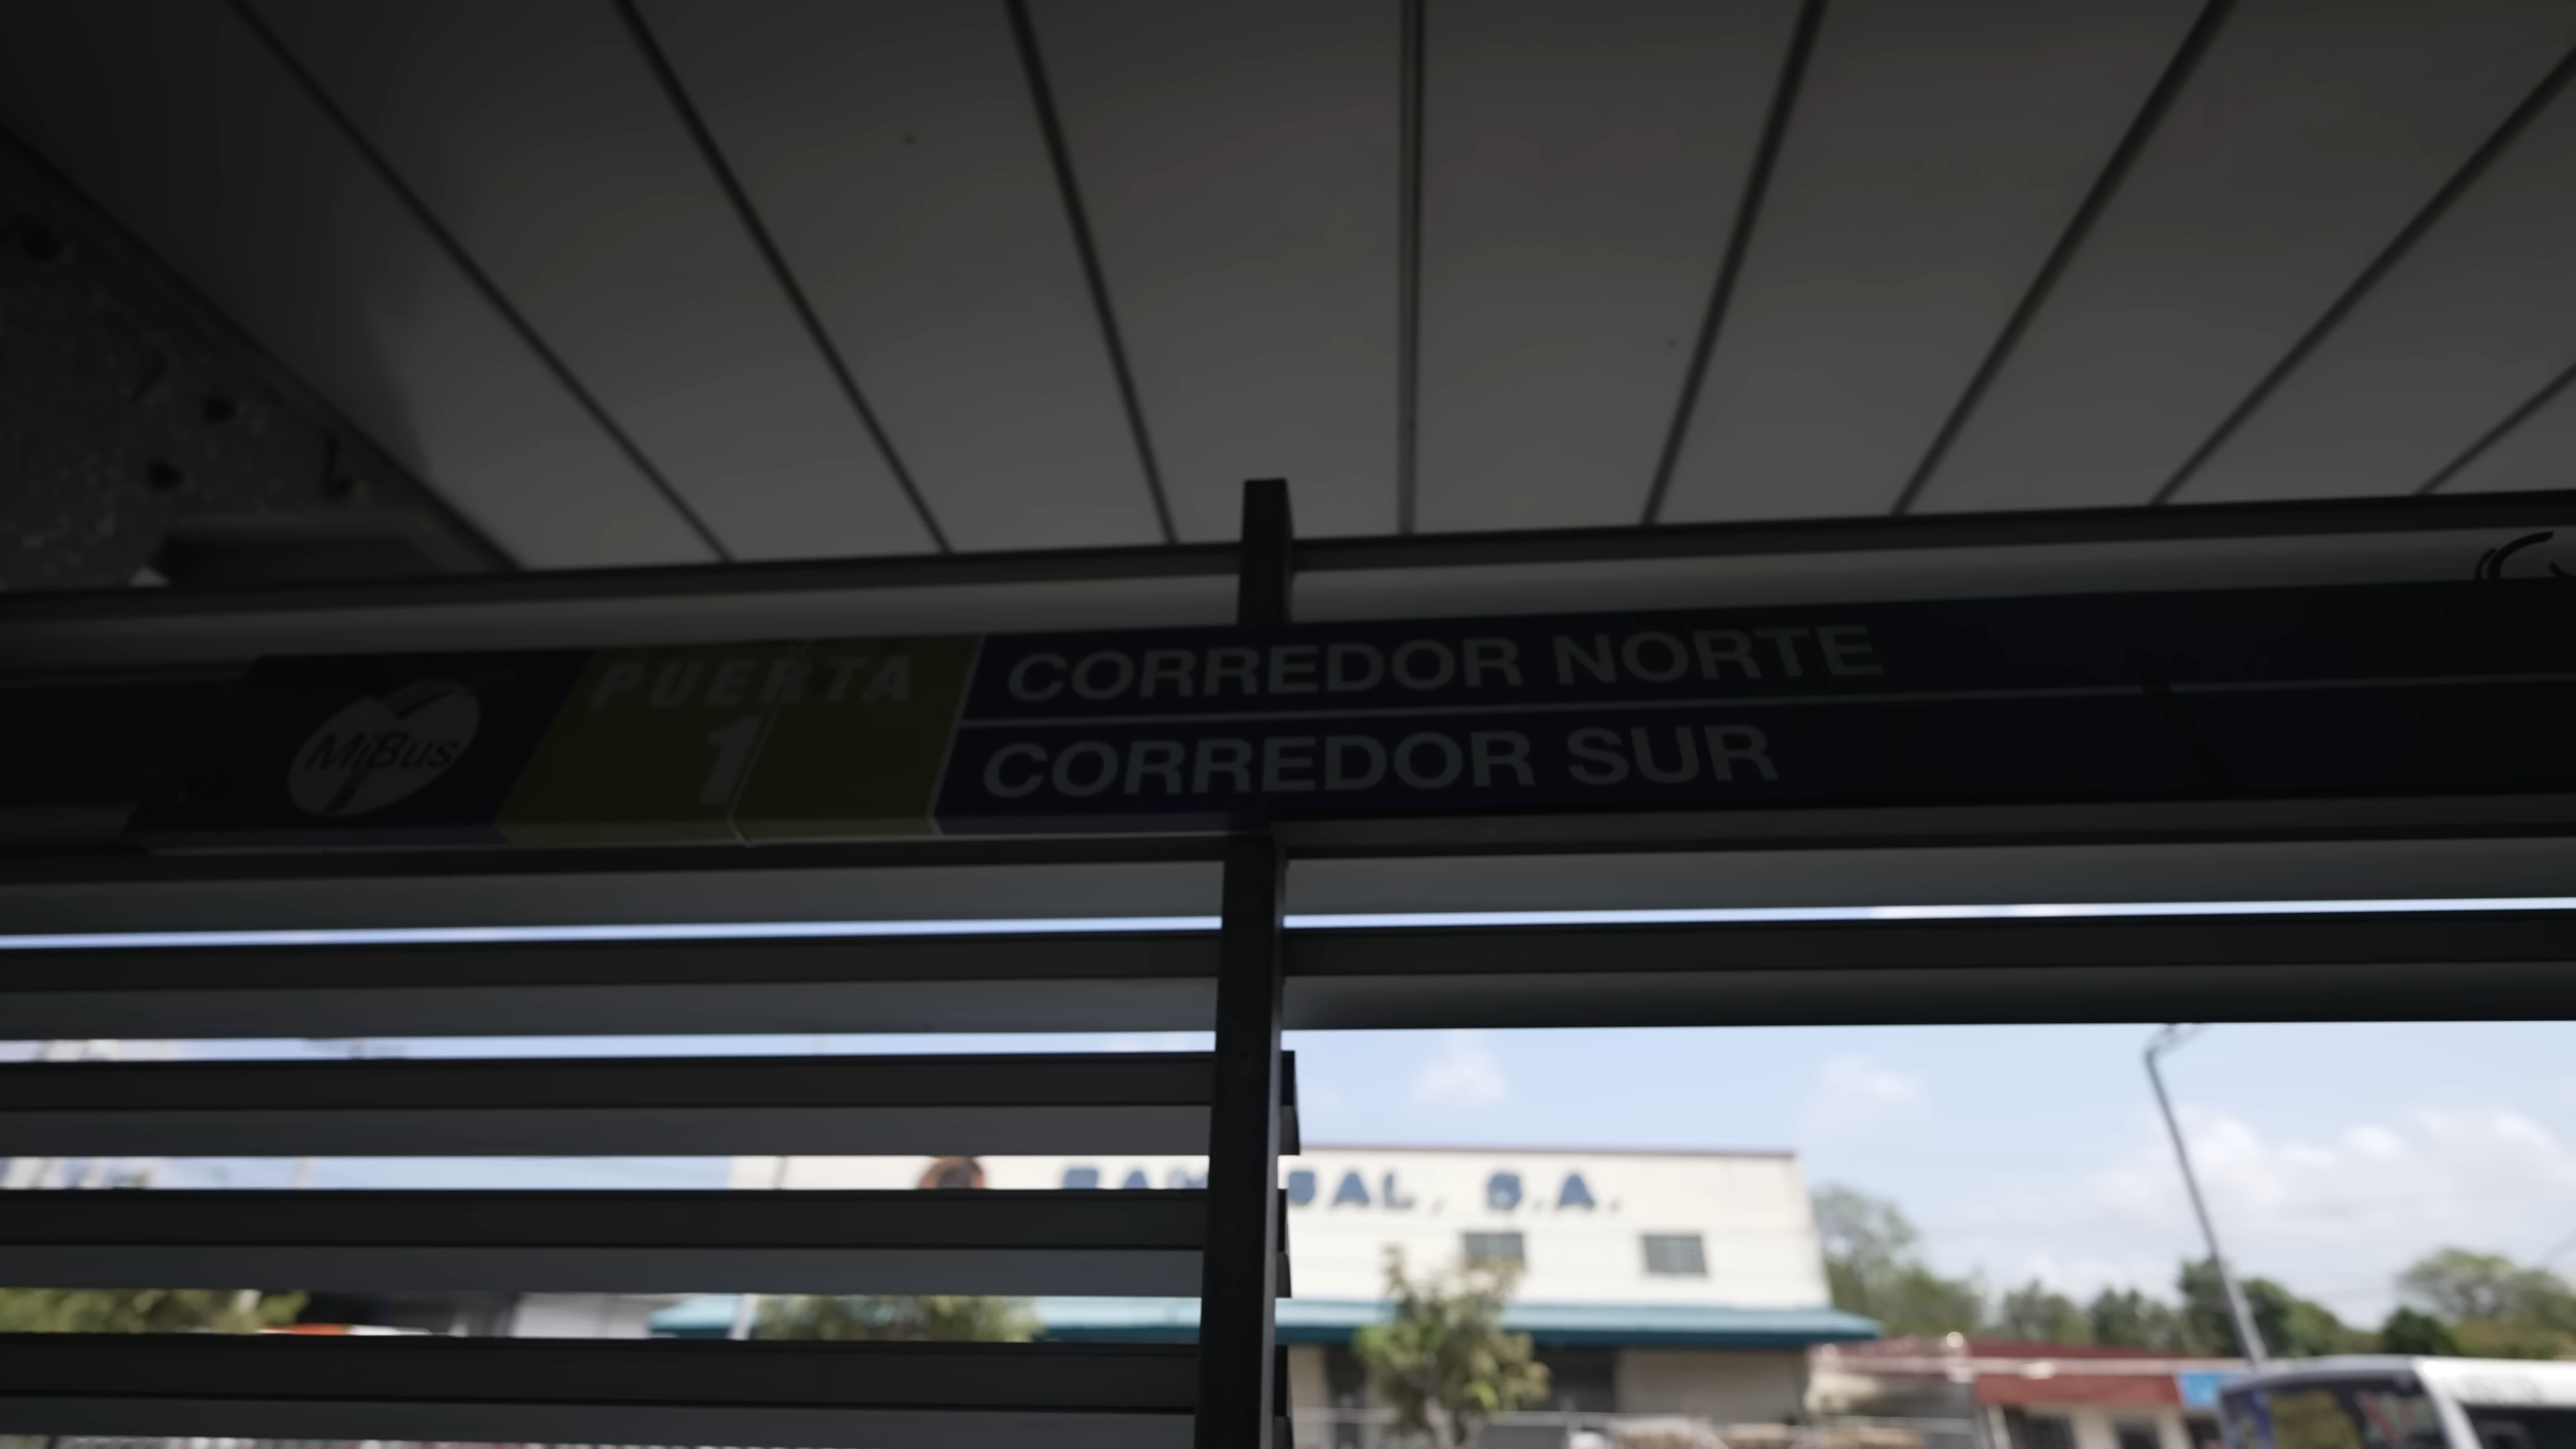 MiBus
PUERTA
1
CORREDOR NORTE
CORREDOR SUR
S.A.